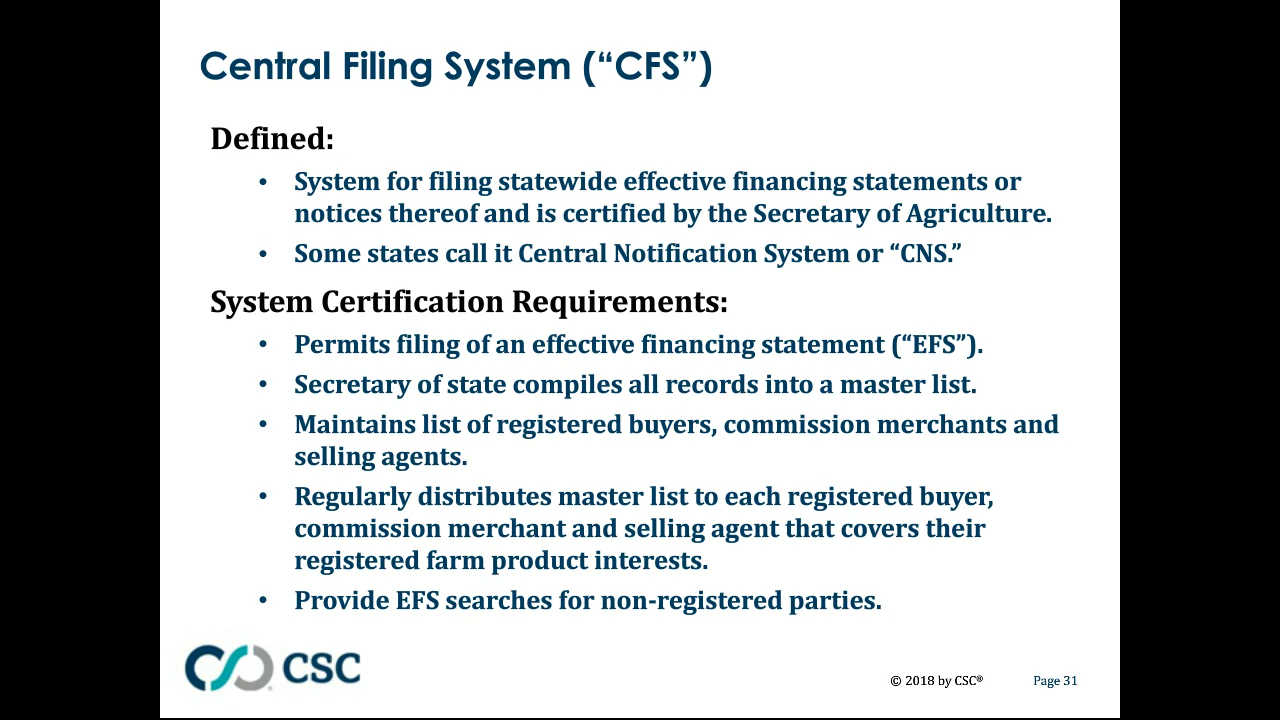 Central Filing System (“CFS”)
Defined:
• System for filing statewide effective financing statements or
notices thereof and is certified by the Secretary of Agriculture.
• Some states call it Central Notification System or “CNS.”
System Certification Requirements:
• Permits filing of an effective financing statement (“EFS”).
• Secretary of state compiles all records into a master list.
• Maintains list of registered buyers, commission merchants and
selling agents.
• Regularly distributes master list to each registered buyer,
commission merchant and selling agent that covers their
registered farm product interests.
• Provide EFS searches for non-registered parties.
CSC
© 2018 by CSC® Page 31